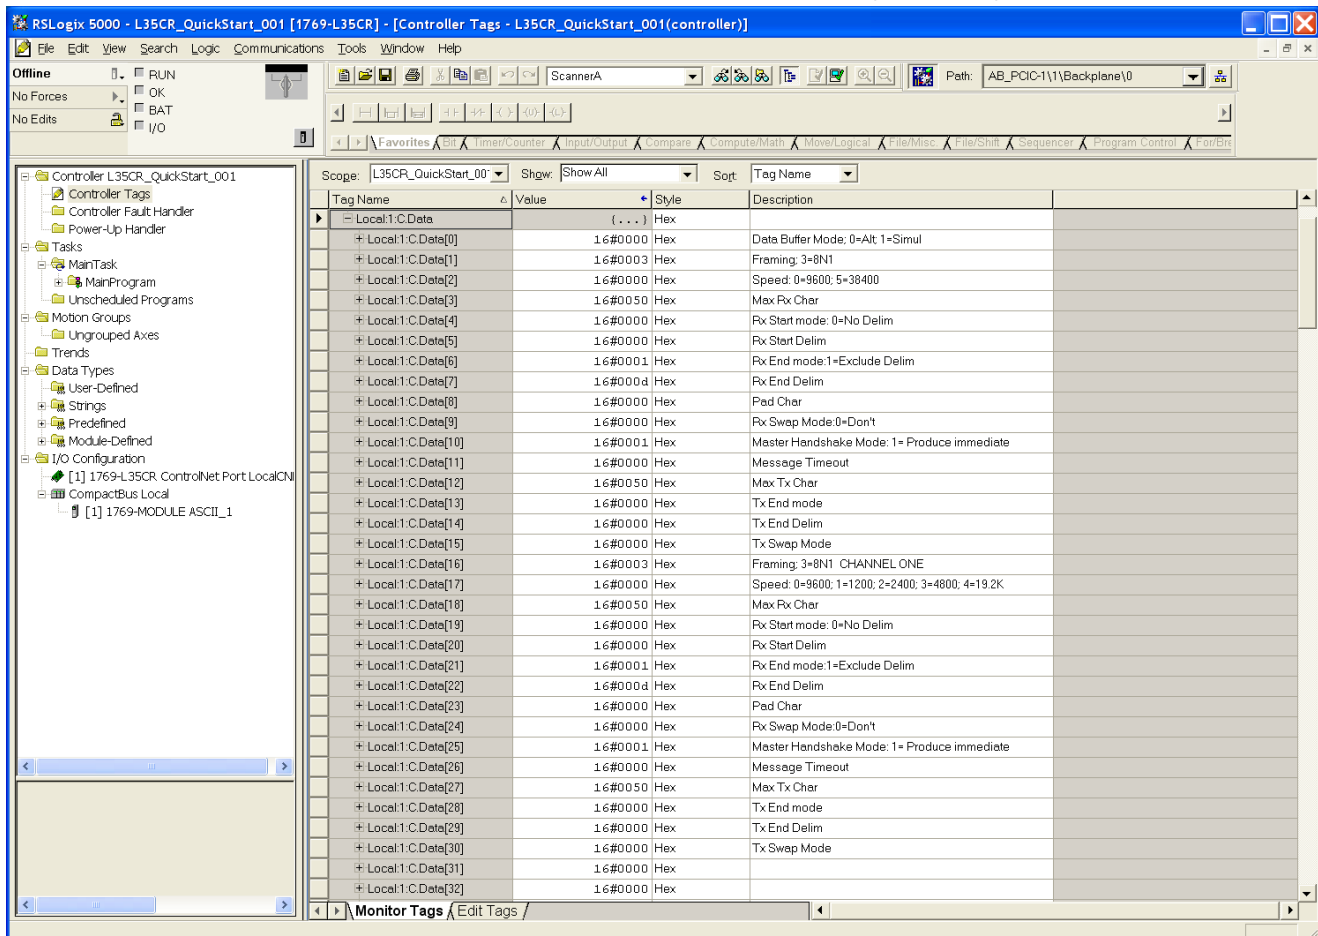 RSLogix 5000 - L35CR_QuickStart_001 [1769-L35CR] - [Controller Tags - L35CR_QuickStart_001(controller)]
File Edit View Search Logic Communications Tools Window Help
Offline RUN
No Forces OK
No Edits BAT
I/O
ScannerA
Path: AB_PCIC-1\1\Backplane\0
Favorites Bit Timer/Counter Input/Output Compare Compute/Math Move/Logical File/Misc. File/Shift Sequencer Program Control For/Bre
Controller L35CR_QuickStart_001
Controller Tags
Controller Fault Handler
Power-Up Handler
Tasks
MainTask
MainProgram
Unscheduled Programs
Motion Groups
Ungrouped Axes
Trends
Data Types
User-Defined
Strings
Predefined
Module-Defined
I/O Configuration
[1] 1769-L35CR ControlNet Port LocalCNI
CompactBus Local
[1] 1769-MODULE ASCII_1
Scope: L35CR_QuickStart_00 Show: Show All Sort: Tag Name
Tag Name Value Style Description
Local:1:C.Data {...} Hex
Local:1:C.Data[0] 16#0000 Hex Data Buffer Mode; 0=Alt; 1=Simul
Local:1:C.Data[1] 16#0003 Hex Framing; 3=8N1
Local:1:C.Data[2] 16#0000 Hex Speed: 0=9600; 5=38400
Local:1:C.Data[3] 16#0050 Hex Max Rx Char
Local:1:C.Data[4] 16#0000 Hex Rx Start mode: 0=No Delim
Local:1:C.Data[5] 16#0000 Hex Rx Start Delim
Local:1:C.Data[6] 16#0001 Hex Rx End mode:1=Exclude Delim
Local:1:C.Data[7] 16#000d Hex Rx End Delim
Local:1:C.Data[8] 16#0000 Hex Pad Char
Local:1:C.Data[9] 16#0000 Hex Rx Swap Mode:0=Don't
Local:1:C.Data[10] 16#0001 Hex Master Handshake Mode: 1= Produce immediate
Local:1:C.Data[11] 16#0000 Hex Message Timeout
Local:1:C.Data[12] 16#0050 Hex Max Tx Char
Local:1:C.Data[13] 16#0000 Hex Tx End mode
Local:1:C.Data[14] 16#0000 Hex Tx End Delim
Local:1:C.Data[15] 16#0000 Hex Tx Swap Mode
Local:1:C.Data[16] 16#0003 Hex Framing; 3=8N1 CHANNEL ONE
Local:1:C.Data[17] 16#0000 Hex Speed: 0=9600; 1=1200; 2=2400; 3=4800; 4=19.2K
Local:1:C.Data[18] 16#0050 Hex Max Rx Char
Local:1:C.Data[19] 16#0000 Hex Rx Start mode: 0=No Delim
Local:1:C.Data[20] 16#0000 Hex Rx Start Delim
Local:1:C.Data[21] 16#0001 Hex Rx End mode:1=Exclude Delim
Local:1:C.Data[22] 16#000d Hex Rx End Delim
Local:1:C.Data[23] 16#0000 Hex Pad Char
Local:1:C.Data[24] 16#0000 Hex Rx Swap Mode:0=Don't
Local:1:C.Data[25] 16#0001 Hex Master Handshake Mode: 1= Produce immediate
Local:1:C.Data[26] 16#0000 Hex Message Timeout
Local:1:C.Data[27] 16#0050 Hex Max Tx Char
Local:1:C.Data[28] 16#0000 Hex Tx End mode
Local:1:C.Data[29] 16#0000 Hex Tx End Delim
Local:1:C.Data[30] 16#0000 Hex Tx Swap Mode
Local:1:C.Data[31] 16#0000 Hex
Local:1:C.Data[32] 16#0000 Hex
Monitor Tags Edit Tags